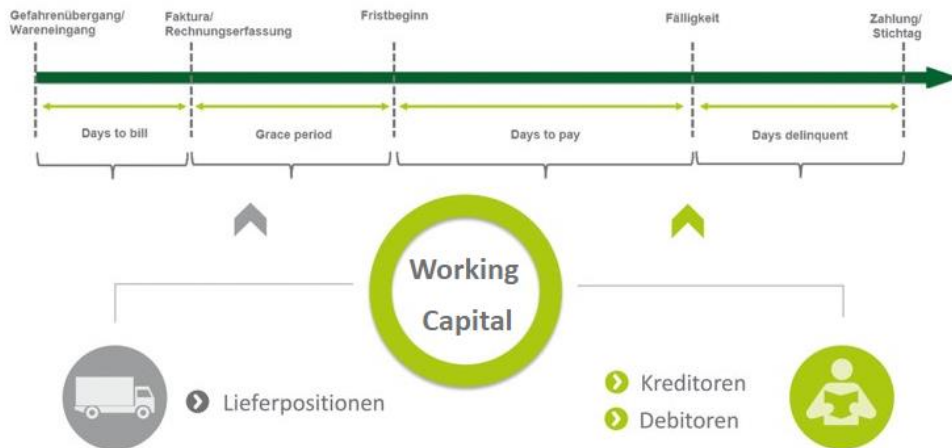 Gefahrenübergang/
Wareneingang
Faktura/
Rechnungserfassung
Fristbeginn
Fälligkeit
Zahlung/
Stichtag
Days to bill
Grace period
Days to pay
Days delinquent
Working
Capital
Lieferpositionen
Kreditoren
Debitoren